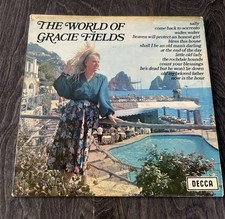 THE WORLD OF
GRACIE FIELDS
sally
come back to sorrento
walter, walter
heaven will protect an honest girl
bless this house
shall I be an old man's darling
at the end of the day
little old lady
the rochdale hounds
count your blessings
he's dead but he won't lie down
old father
now is the hour
DECCA